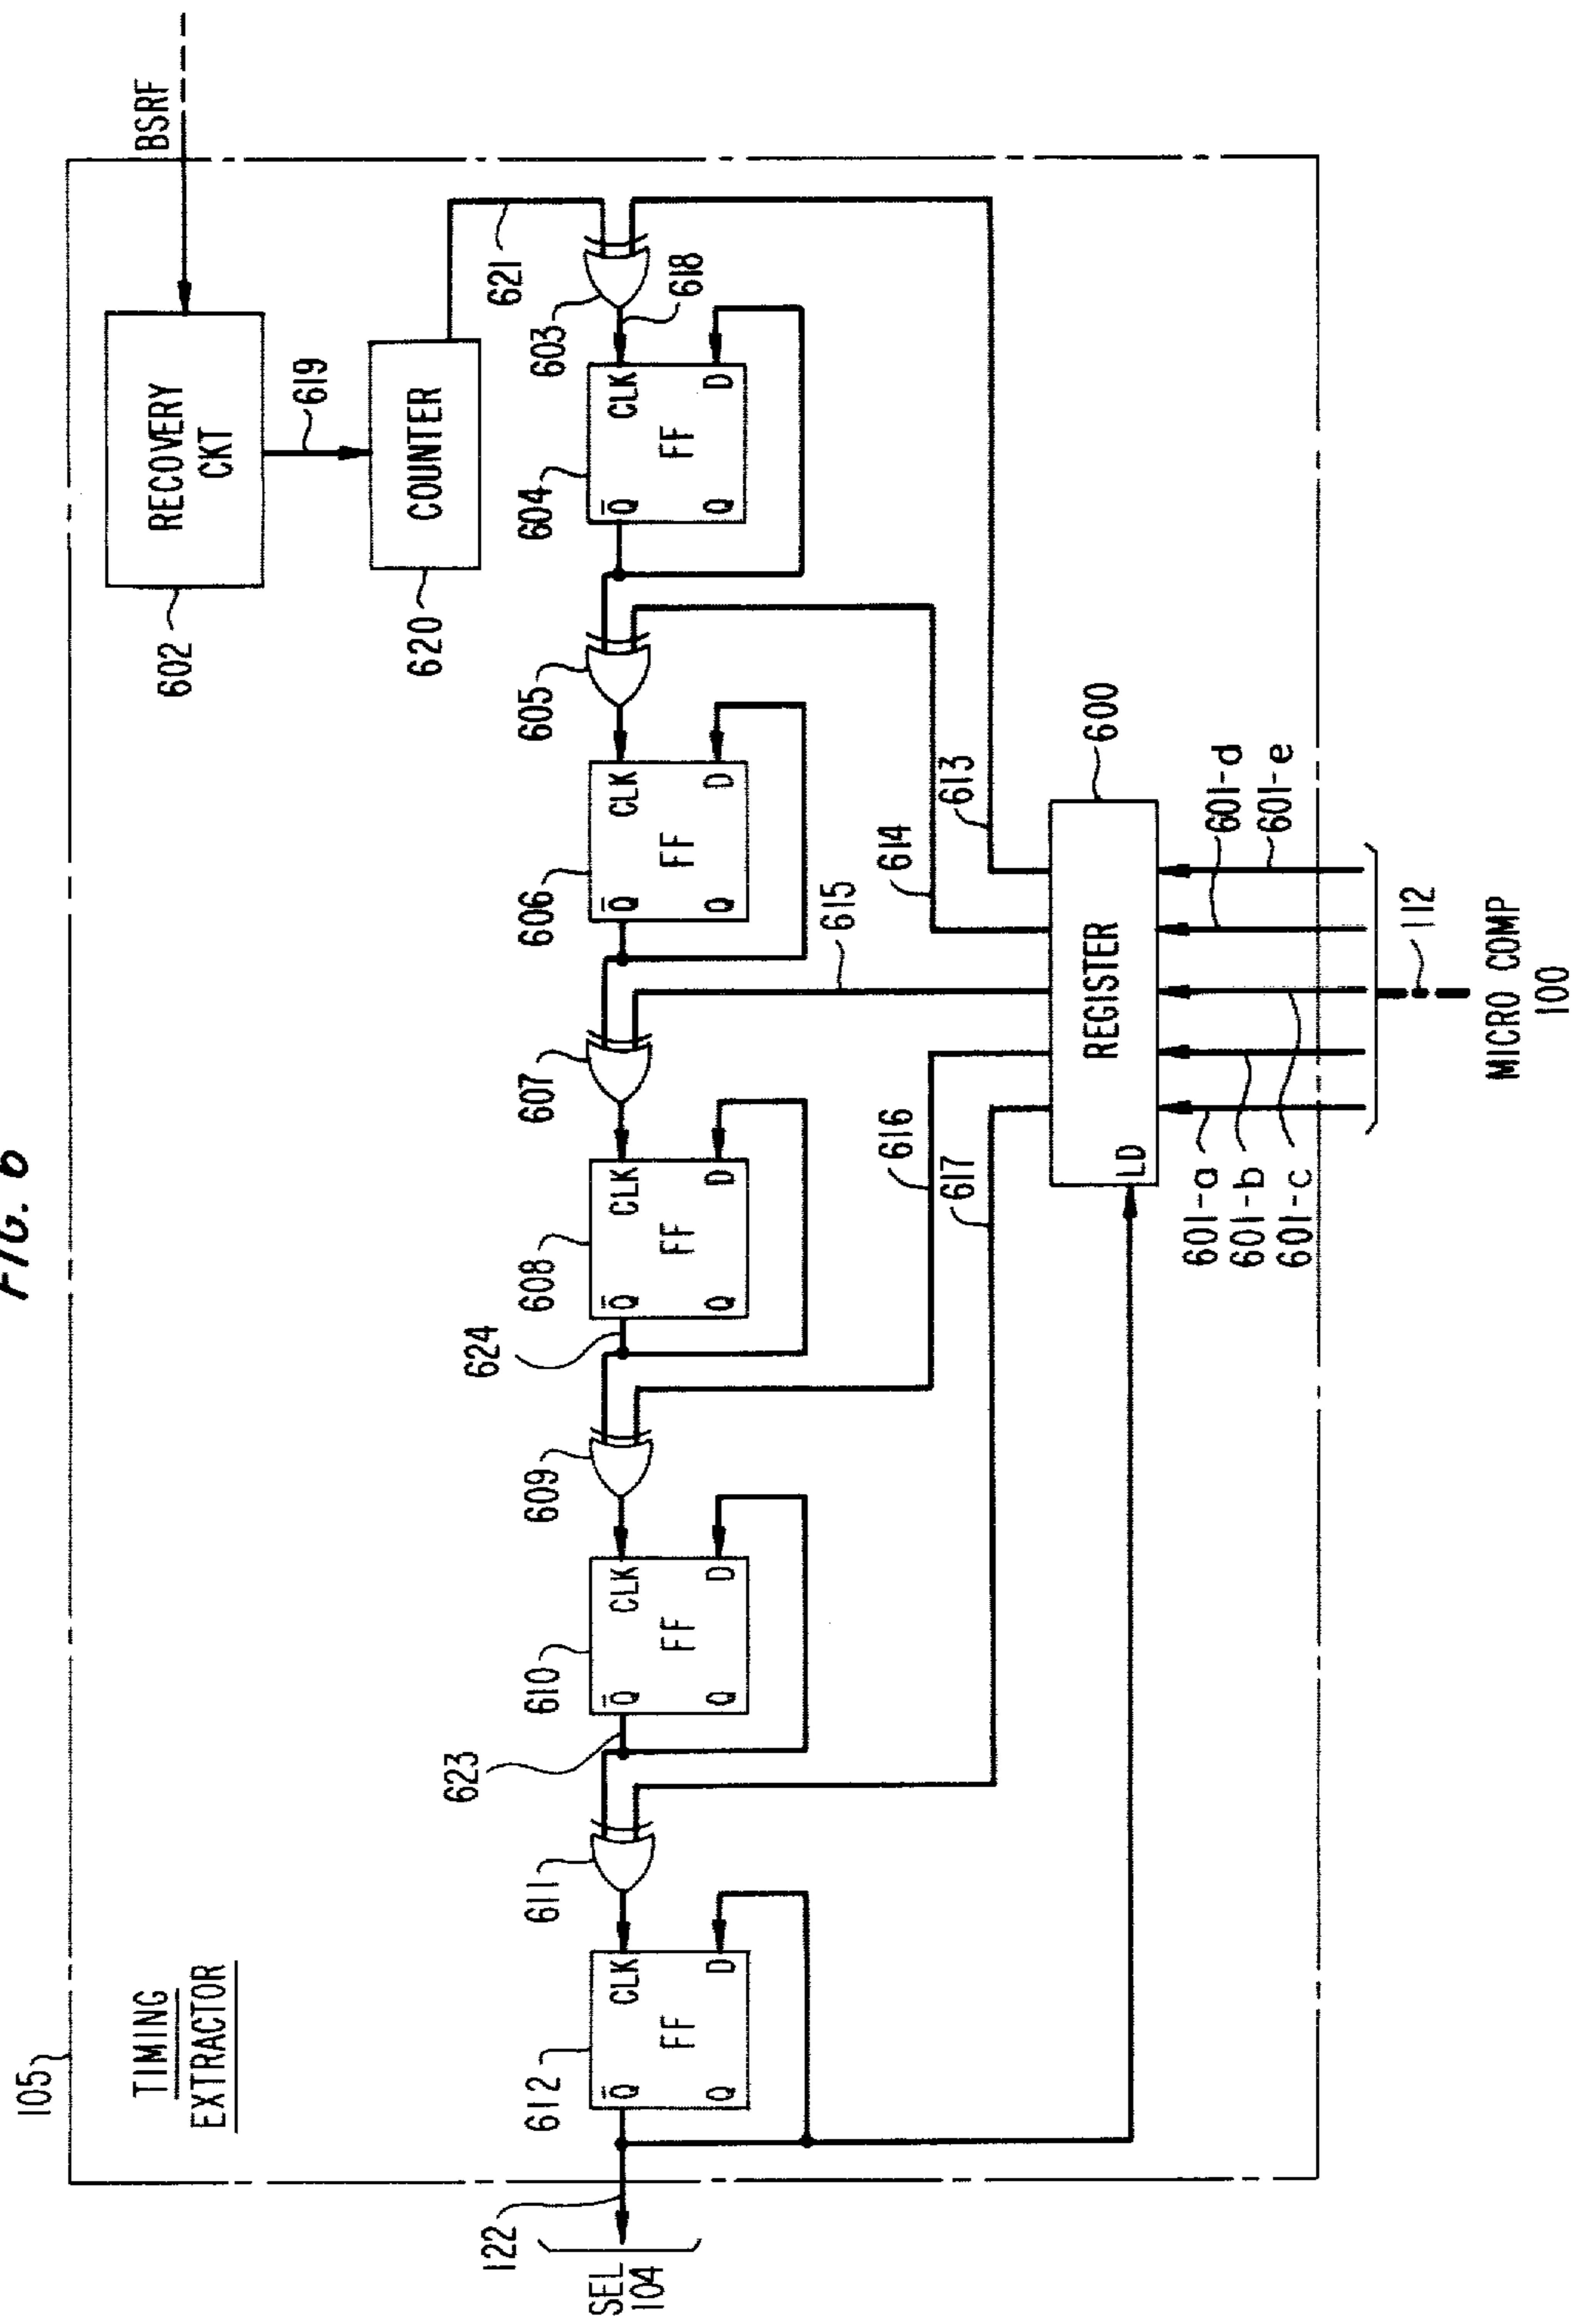 FIG. 6
105
TIMING
EXTRACTOR
BSRF
RECOVERY
CKT
602
619
COUNTER
620
621
603
618
604
CLK
D
FF
Q̅
Q
605
606
CLK
D
FF
Q̅
Q
607
608
CLK
D
FF
Q̅
Q
624
609
610
CLK
D
FF
Q̅
Q
623
611
612
CLK
D
FF
Q̅
Q
122
SEL
104
613
614
615
616
617
600
REGISTER
LD
601-a
601-b
601-c
601-d
601-e
112
MICRO COMP
100